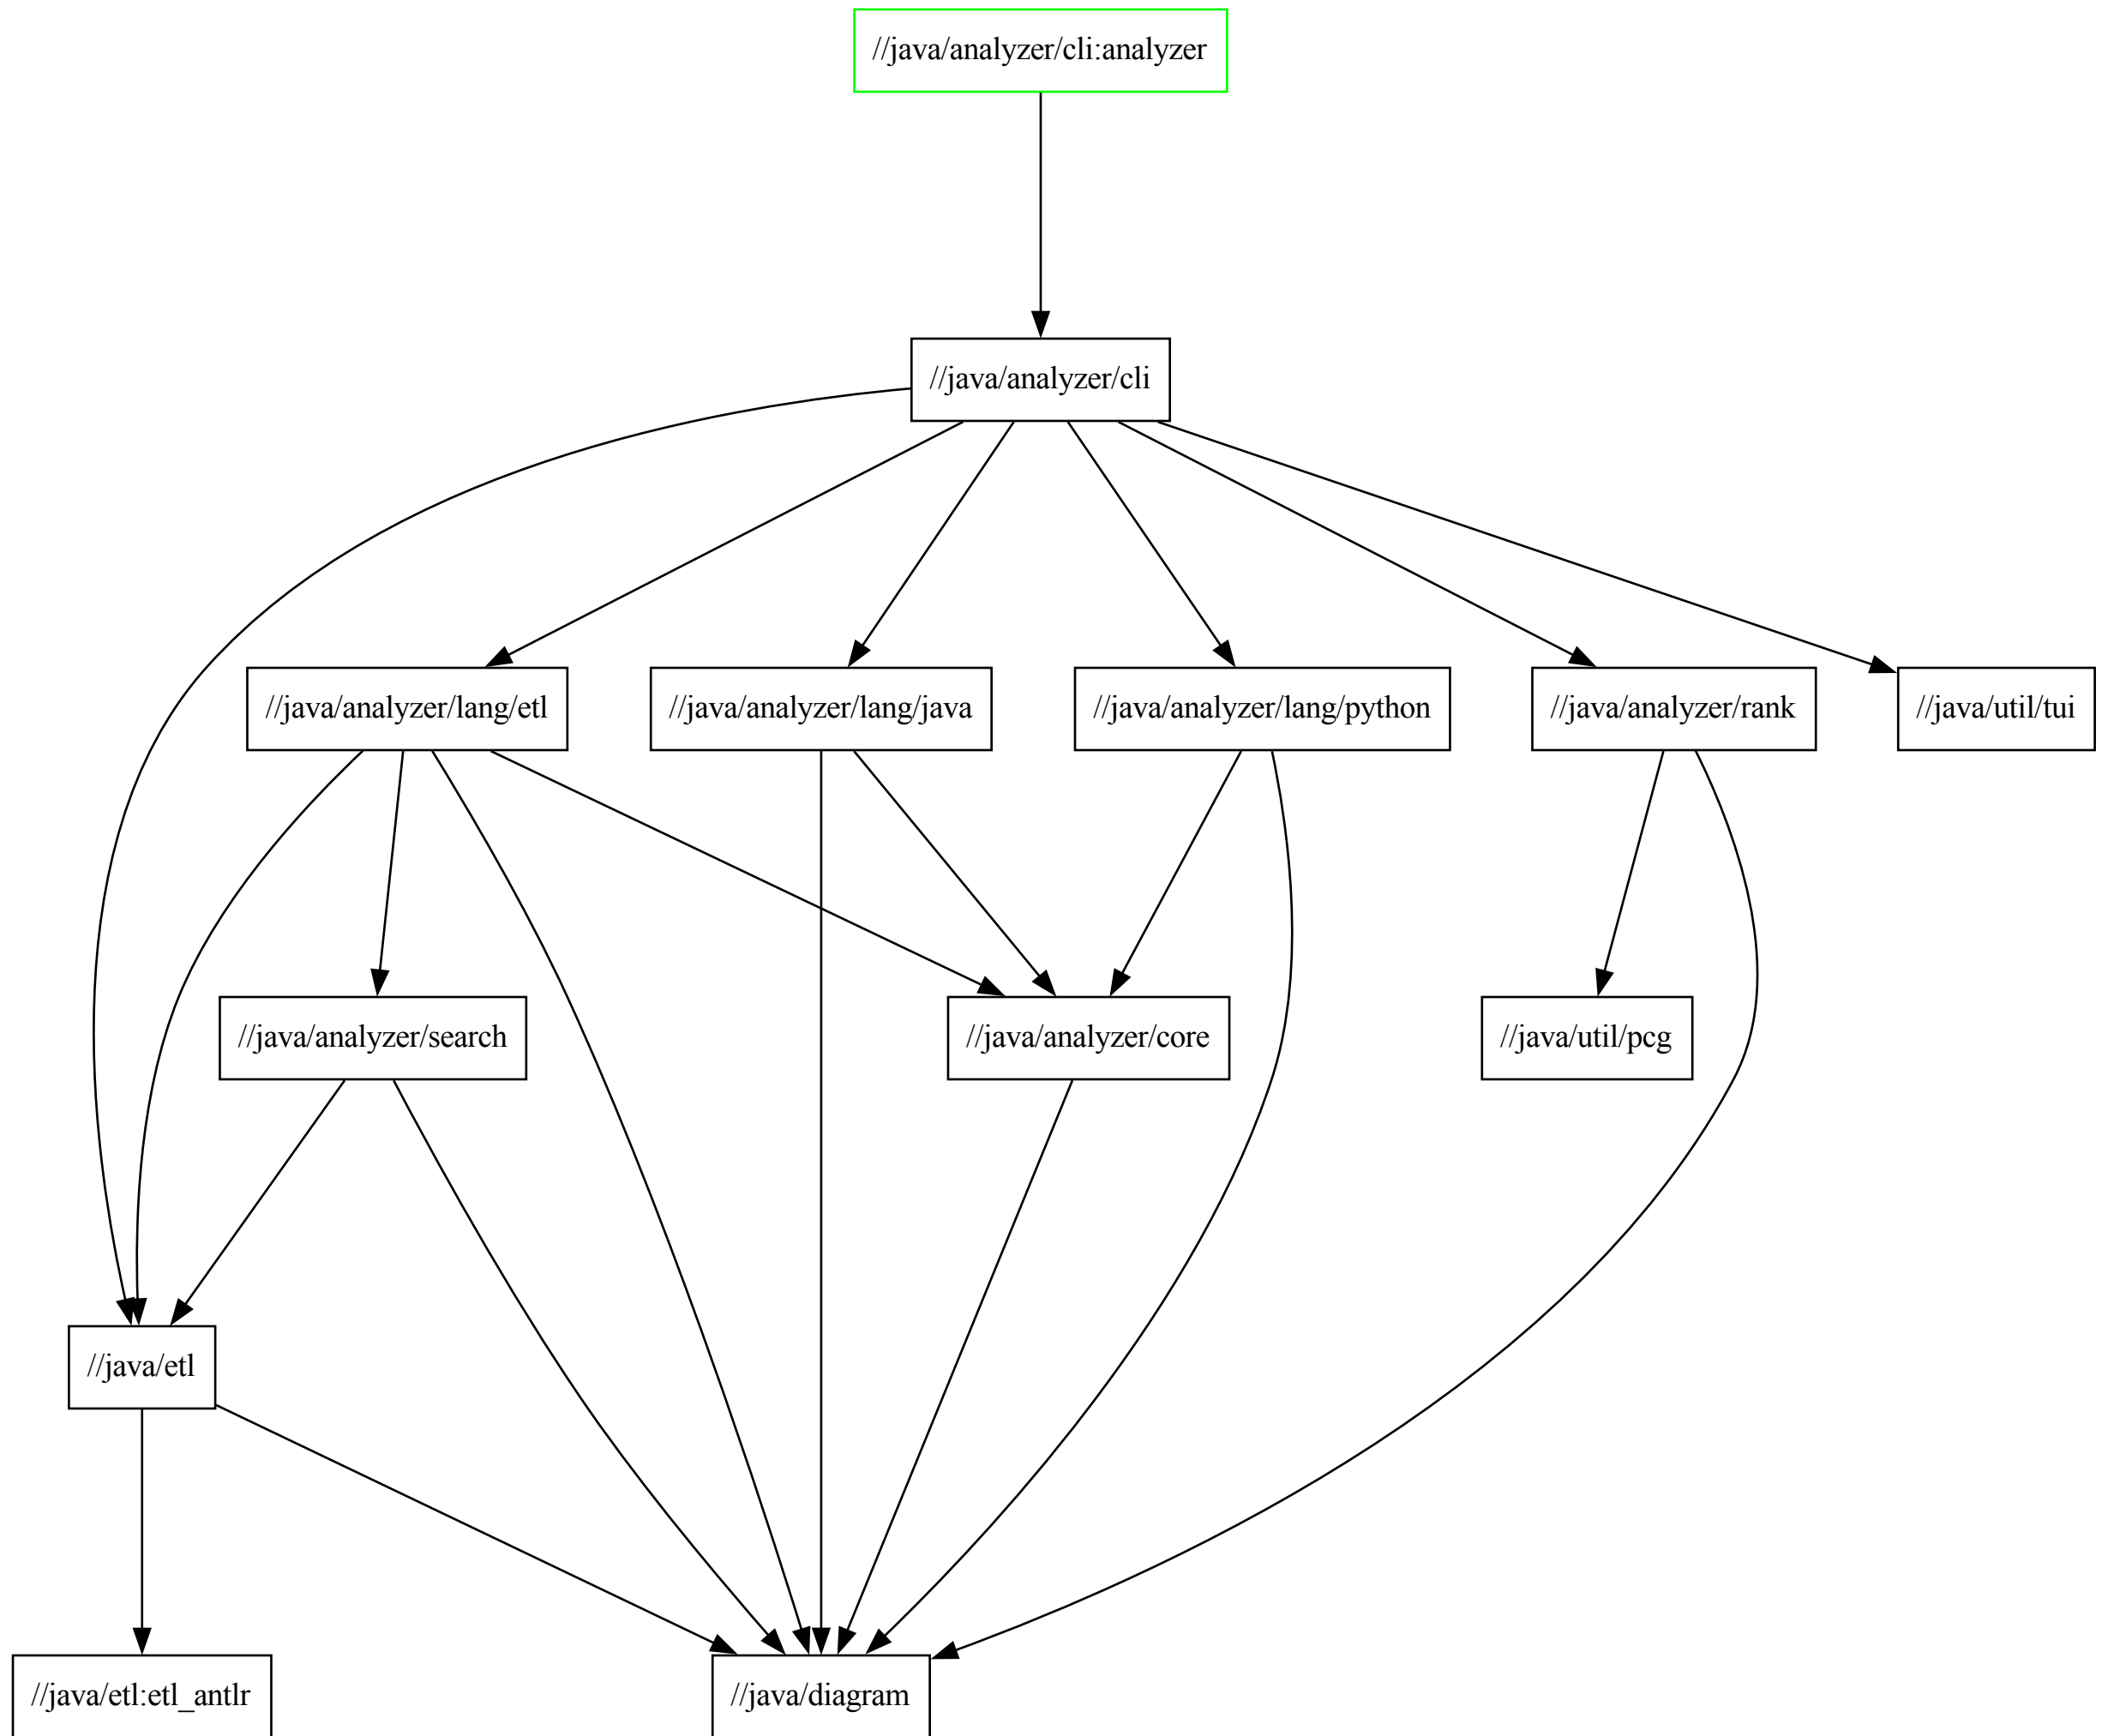 //java/analyzer/cli:analyzer
//java/analyzer/cli
//java/analyzer/lang/etl
//java/analyzer/lang/java
//java/analyzer/lang/python
//java/analyzer/rank
//java/util/tui
//java/analyzer/search
//java/analyzer/core
//java/util/pcg
//java/etl
//java/etl:etl_antlr
//java/diagram